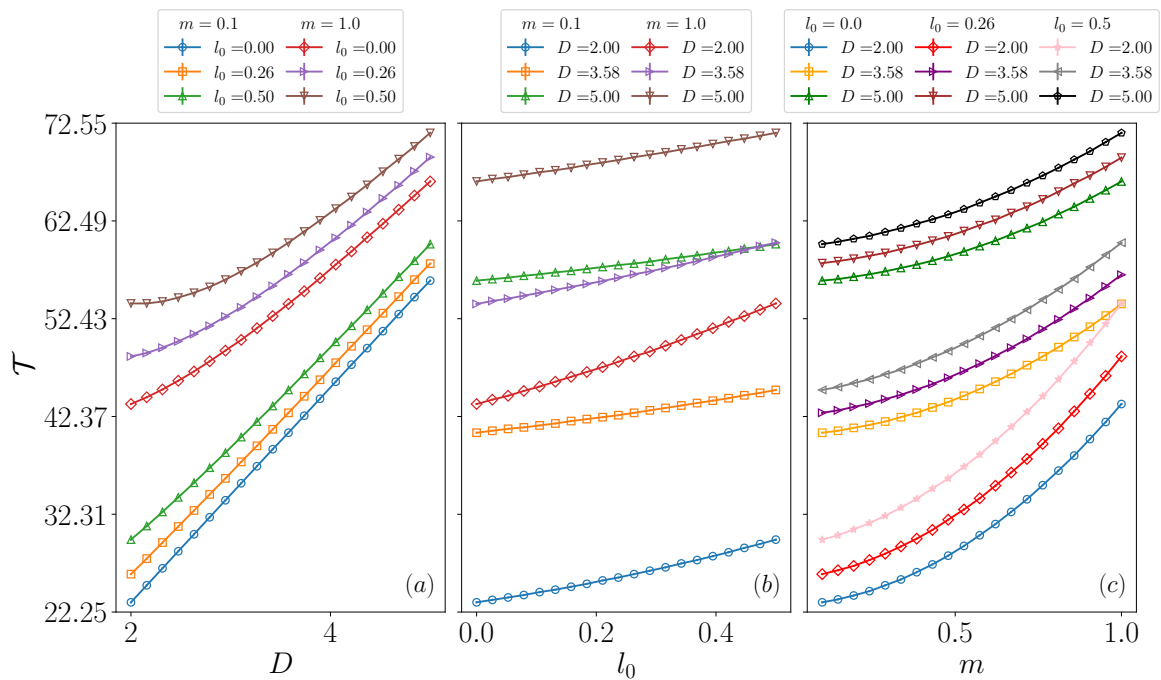 m = 0.1 m = 1.0
l₀ =0.00 l₀ =0.00
l₀ =0.26 l₀ =0.26
l₀ =0.50 l₀ =0.50
m = 0.1 m = 1.0
D =2.00 D =2.00
D =3.58 D =3.58
D =5.00 D =5.00
l₀ = 0.0 l₀ = 0.26 l₀ = 0.5
D =2.00 D =2.00 D =2.00
D =3.58 D =3.58 D =3.58
D =5.00 D =5.00 D =5.00
72.55
62.49
52.43
42.37
32.31
22.25
𝒯
(a) (b) (c)
2 4 0.0 0.2 0.4 0.5 1.0
D l₀ m